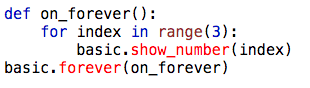 def on_forever():
    for index in range(3):
        basic.show_number(index)
basic.forever(on_forever)